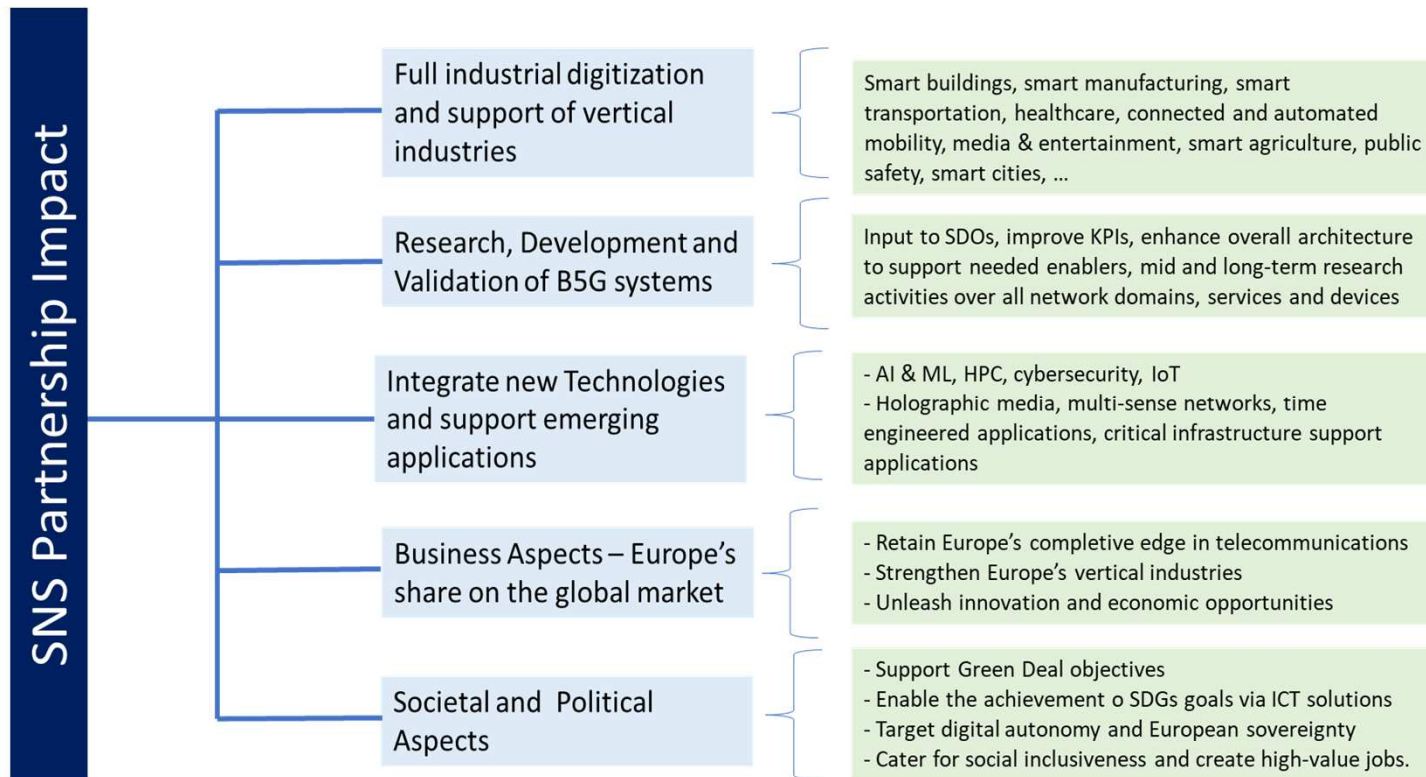 SNS Partnership Impact
Full industrial digitization
and support of vertical
industries
Smart buildings, smart manufacturing, smart
transportation, healthcare, connected and automated
mobility, media & entertainment, smart agriculture, public
safety, smart cities, ...
Research, Development and
Validation of B5G systems
Input to SDOs, improve KPIs, enhance overall architecture
to support needed enablers, mid and long-term research
activities over all network domains, services and devices
Integrate new Technologies
and support emerging
applications
- AI & ML, HPC, cybersecurity, IoT
- Holographic media, multi-sense networks, time
engineered applications, critical infrastructure support
applications
Business Aspects – Europe's
share on the global market
- Retain Europe's completive edge in telecommunications
- Strengthen Europe's vertical industries
- Unleash innovation and economic opportunities
Societal and Political
Aspects
- Support Green Deal objectives
- Enable the achievement o SDGs goals via ICT solutions
- Target digital autonomy and European sovereignty
- Cater for social inclusiveness and create high-value jobs.